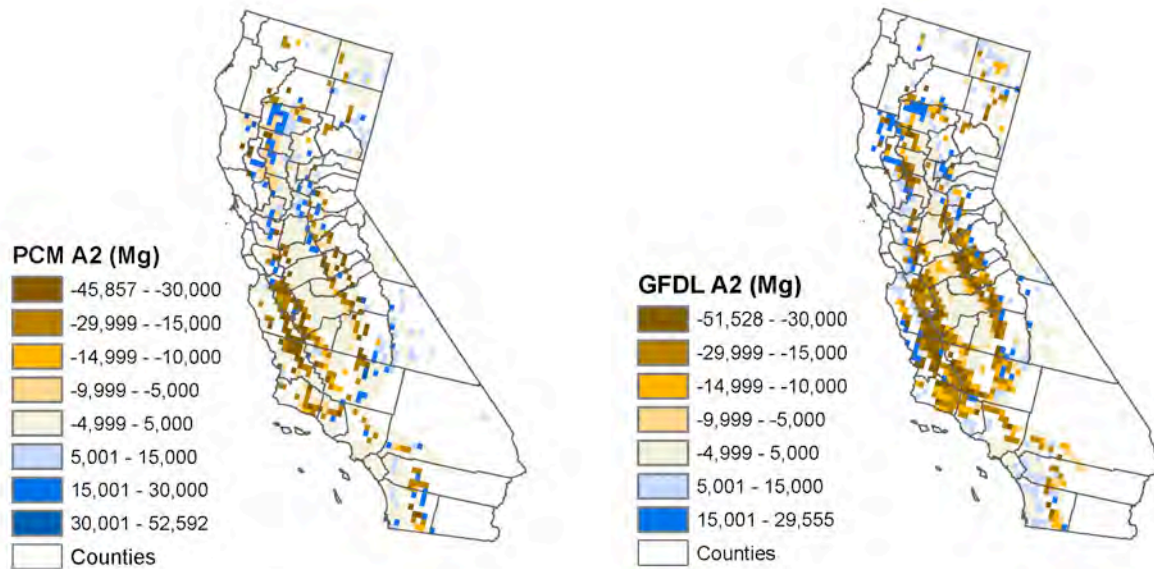 PCM A2 (Mg)
-45,857 - -30,000
-29,999 - -15,000
-14,999 - -10,000
-9,999 - -5,000
-4,999 - 5,000
5,001 - 15,000
15,001 - 30,000
30,001 - 52,592
Counties
GFDL A2 (Mg)
-51,528 - -30,000
-29,999 - -15,000
-14,999 - -10,000
-9,999 - -5,000
-4,999 - 5,000
5,001 - 15,000
15,001 - 29,555
Counties